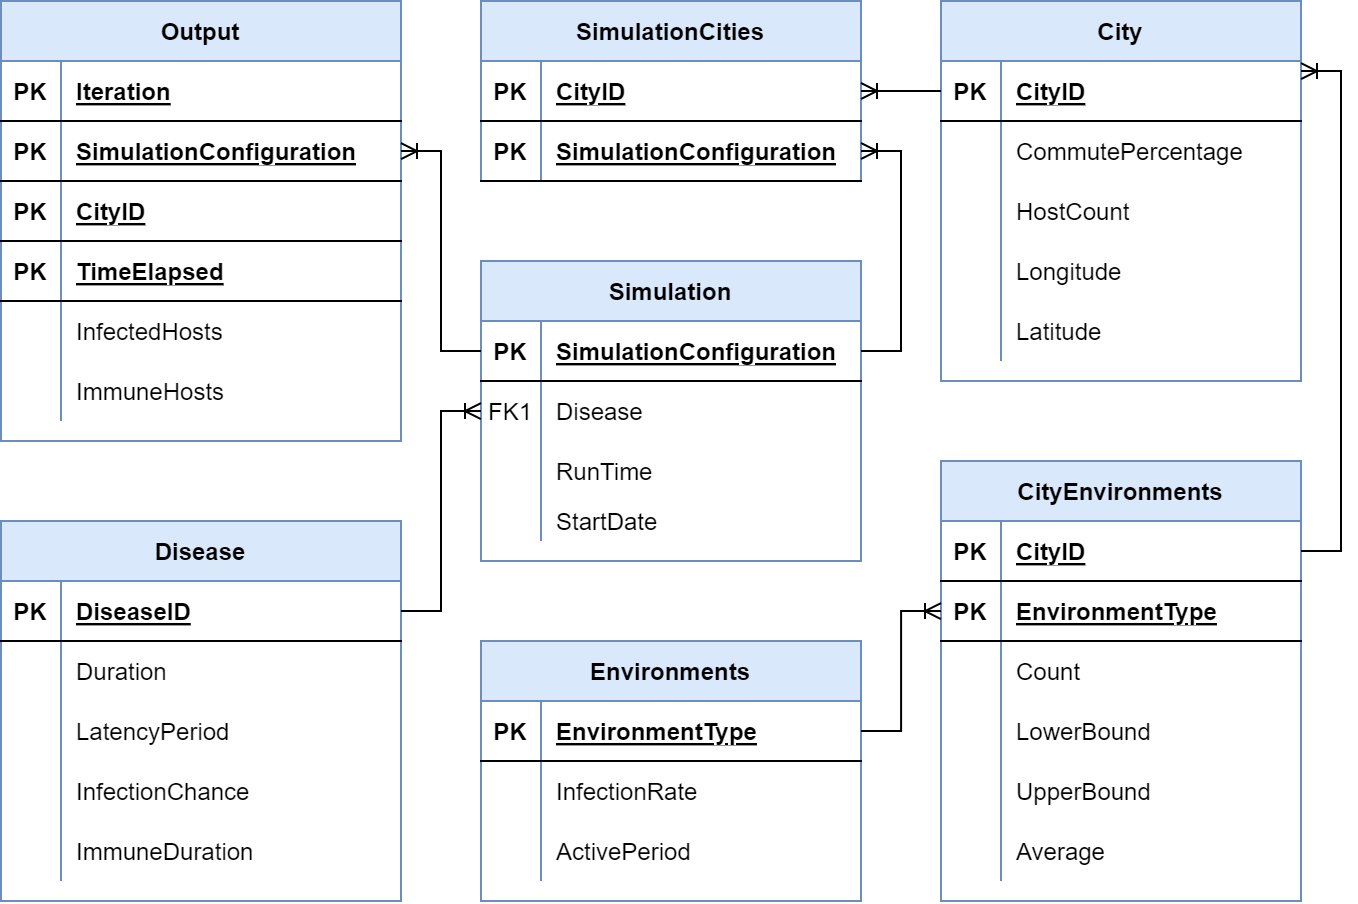 Output
PK Iteration
PK SimulationConfiguration
PK CityID
PK TimeElapsed
InfectedHosts
ImmuneHosts
SimulationCities
PK CityID
PK SimulationConfiguration
City
PK CityID
CommutePercentage
HostCount
Longitude
Latitude
Simulation
PK SimulationConfiguration
FK1 Disease
RunTime
StartDate
Disease
PK DiseaseID
Duration
LatencyPeriod
InfectionChance
ImmuneDuration
Environments
PK EnvironmentType
InfectionRate
ActivePeriod
CityEnvironments
PK CityID
PK EnvironmentType
Count
LowerBound
UpperBound
Average